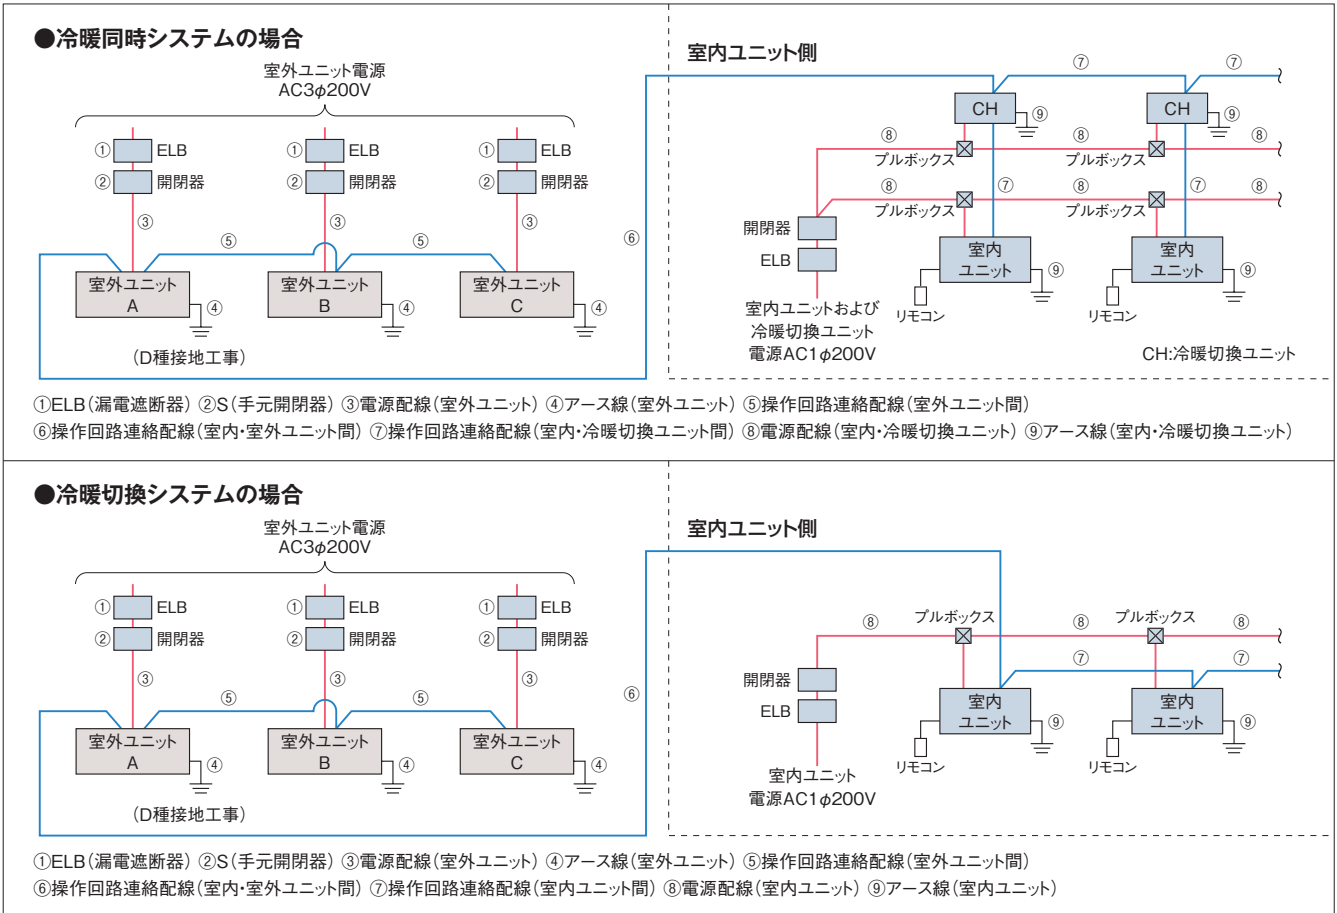 ●冷暖同時システムの場合
室外ユニット電源
AC3φ200V
① ELB ① ELB ① ELB
② 開閉器 ② 開閉器 ② 開閉器
③ ③ ③
⑤ ⑤ ⑥
室外ユニット
A
④
室外ユニット
B
④
室外ユニット
C
④
(D種接地工事)
室内ユニット側
⑦ ⑦
CH ⑨ CH ⑨
⑧ ⑧ ⑧
プルボックス プルボックス
⑧ ⑦ ⑧ ⑦ ⑧
プルボックス プルボックス
開閉器
ELB
室内
ユニット
⑨
リモコン
室内
ユニット
⑨
リモコン
室内ユニットおよび
冷暖切換ユニット
電源AC1φ200V
CH:冷暖切換ユニット
①ELB(漏電遮断器) ②S(手元開閉器) ③電源配線(室外ユニット) ④アース線(室外ユニット) ⑤操作回路連絡配線(室外ユニット間)
⑥操作回路連絡配線(室内・室外ユニット間) ⑦操作回路連絡配線(室内・冷暖切換ユニット間) ⑧電源配線(室内・冷暖切換ユニット) ⑨アース線(室内・冷暖切換ユニット)
●冷暖切換システムの場合
室外ユニット電源
AC3φ200V
① ELB ① ELB ① ELB
② 開閉器 ② 開閉器 ② 開閉器
③ ③ ③
⑤ ⑤ ⑥
室外ユニット
A
④
室外ユニット
B
④
室外ユニット
C
④
(D種接地工事)
室内ユニット側
⑧ プルボックス ⑧ プルボックス ⑧
⑦ ⑦
開閉器
ELB
室内
ユニット
⑨
リモコン
室内
ユニット
⑨
リモコン
室内ユニット
電源AC1φ200V
①ELB(漏電遮断器) ②S(手元開閉器) ③電源配線(室外ユニット) ④アース線(室外ユニット) ⑤操作回路連絡配線(室外ユニット間)
⑥操作回路連絡配線(室内・室外ユニット間) ⑦操作回路連絡配線(室内ユニット間) ⑧電源配線(室内ユニット) ⑨アース線(室内ユニット)